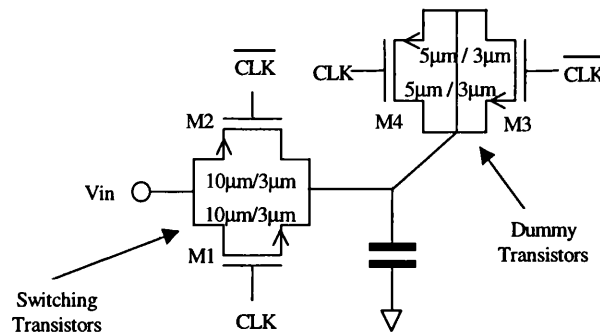 CLK
5μm / 3μm
CLK
CLK
5μm / 3μm
M2
M4
M3
10μm/3μm
Vin
10μm/3μm
Dummy
Transistors
M1
Switching
Transistors
CLK